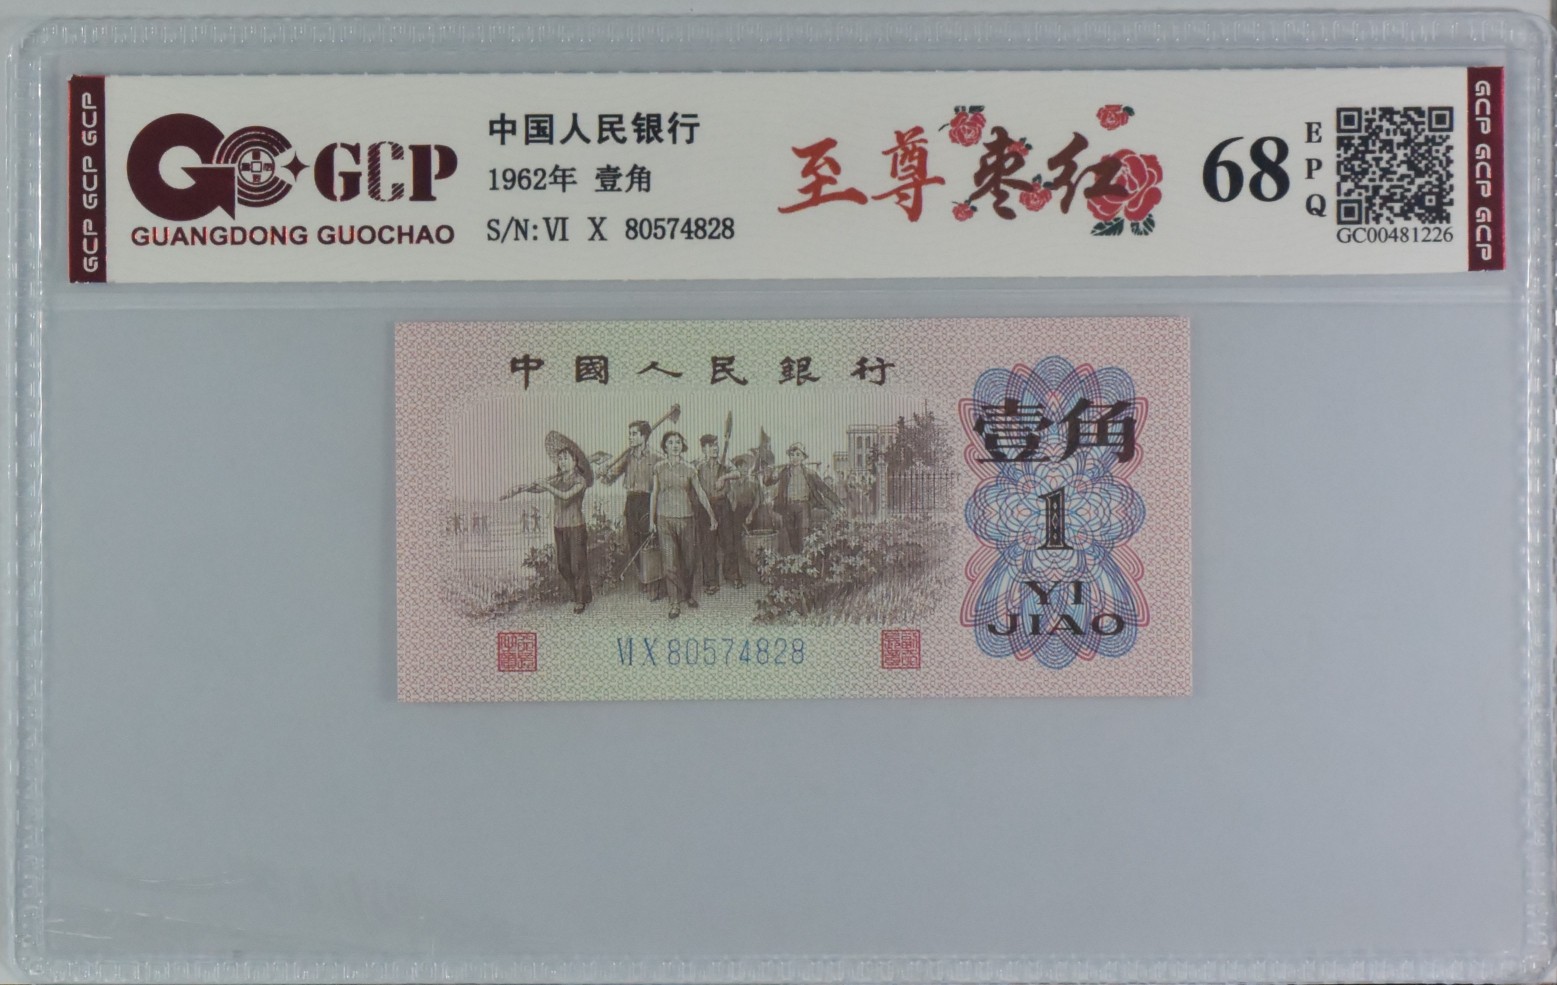 GCP GCP GCP
GCP
GUANGDONG GUOCHAO
中国人民银行
1962年 壹角
S/N:VI X 80574828
至尊枣红
68
EPQ
GC00481226
GCP GCP GCP
中國人民銀行
壹角
1
YI
JIAO
VI X 80574828